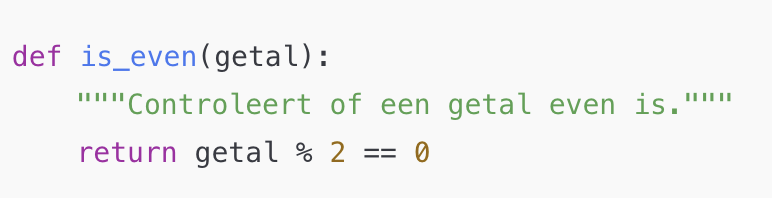 def is_even(getal):
    """Controleert of een getal even is."""
    return getal % 2 == 0